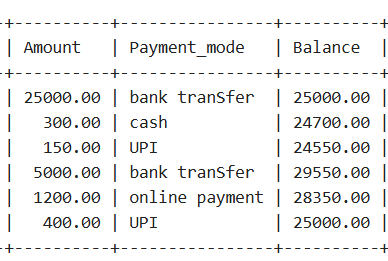 -+----------+----------------+----------+
| Amount   | Payment_mode   | Balance  |
-+----------+----------------+----------+
| 25000.00 | bank tranSfer  | 25000.00 |
|   300.00 | cash           | 24700.00 |
|   150.00 | UPI            | 24550.00 |
|  5000.00 | bank tranSfer  | 29550.00 |
|  1200.00 | online payment | 28350.00 |
|   400.00 | UPI            | 25000.00 |
-+----------+----------------+----------+